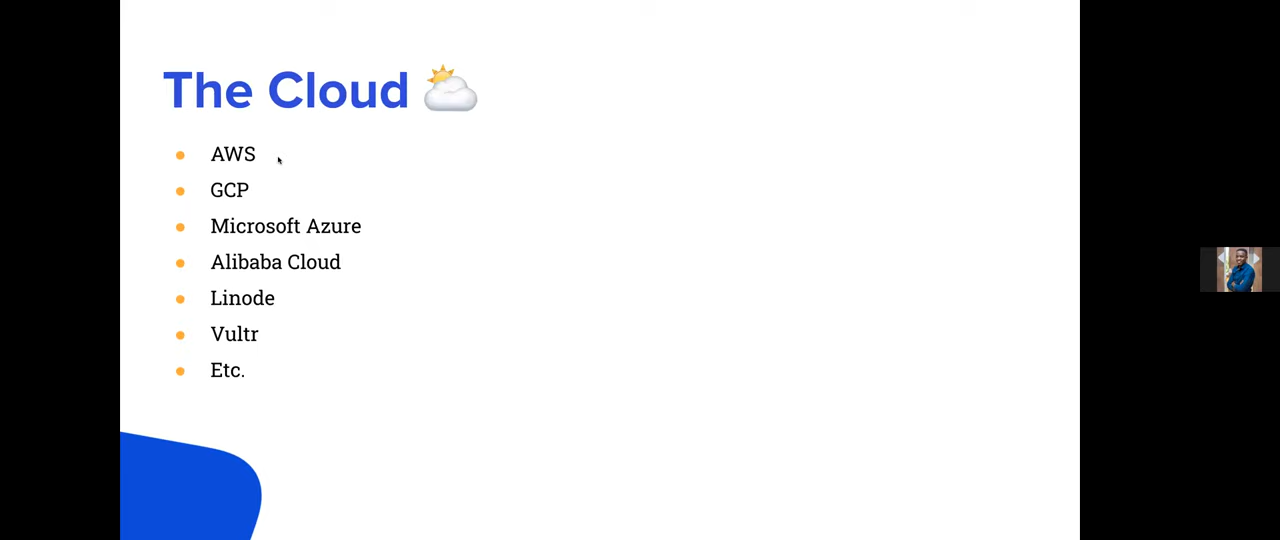 The Cloud
AWS
GCP
Microsoft Azure
Alibaba Cloud
Linode
Vultr
Etc.